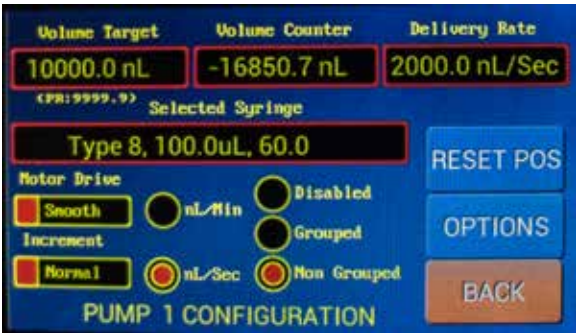 Volume Target Volume Counter Delivery Rate
10000.0 nL -16850.7 nL 2000.0 nL/Sec
(PR:9999.9)
Selected Syringe
Type 8, 100.0uL, 60.0
RESET POS
Motor Drive
Smooth nL/Min Disabled
Grouped
Increment
OPTIONS
Normal nL/Sec Non Grouped
BACK
PUMP 1 CONFIGURATION